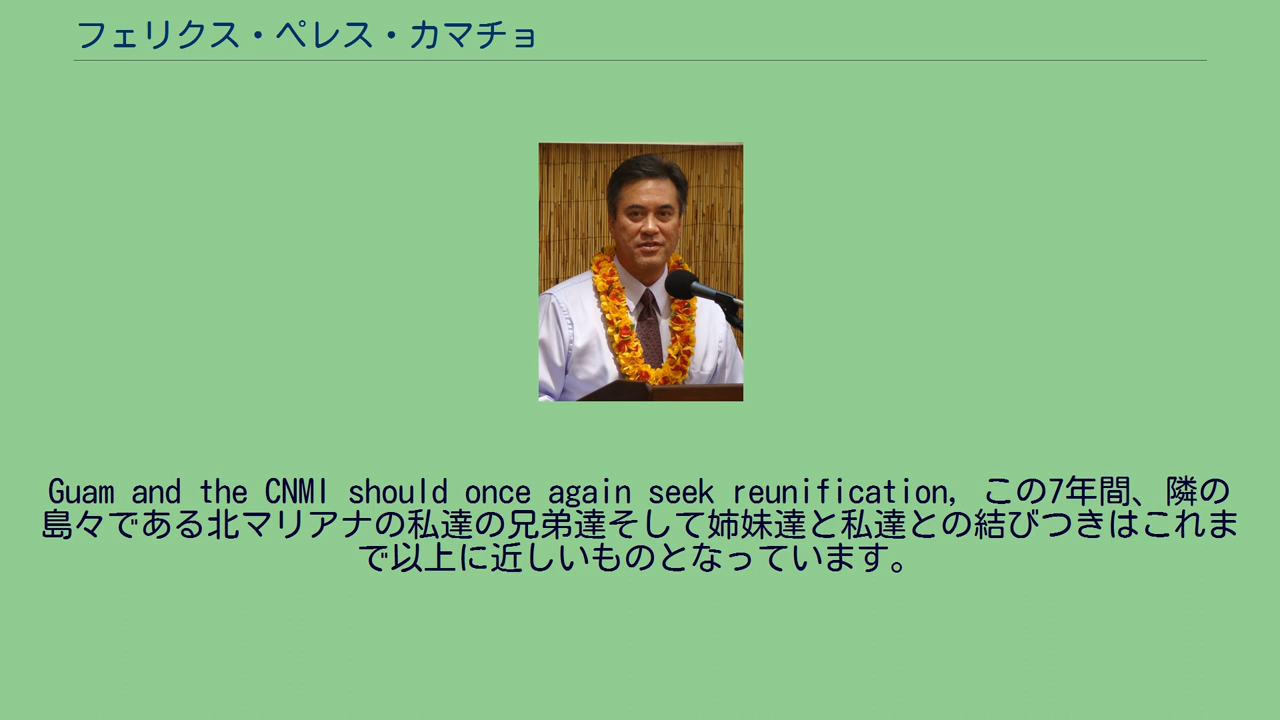 フェリクス・ペレス・カマチョ
Guam and the CNMI should once again seek reunification, この7年間、隣の
島々である北マリアナの私達の兄弟達そして姉妹達と私達との結びつきはこれま
で以上に近しいものとなっています。